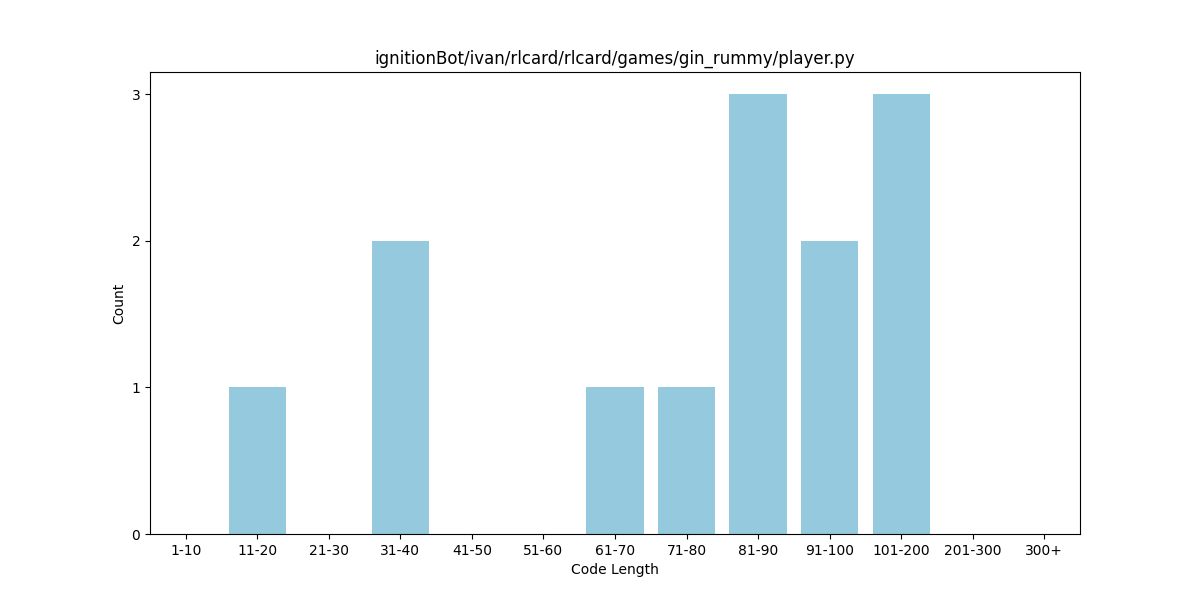 ignitionBot/ivan/rlcard/rlcard/games/gin_rummy/player.py
3
2
1
0
Count
1-10 11-20 21-30 31-40 41-50 51-60 61-70 71-80 81-90 91-100 101-200 201-300 300+
Code Length